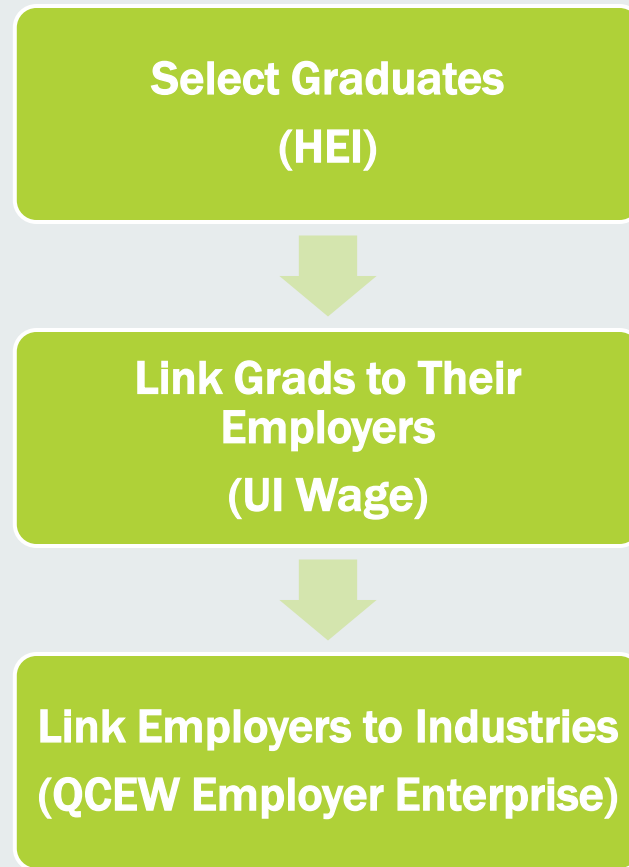 Select Graduates
(HEI)
Link Grads to Their
Employers
(UI Wage)
Link Employers to Industries
(QCEW Employer Enterprise)